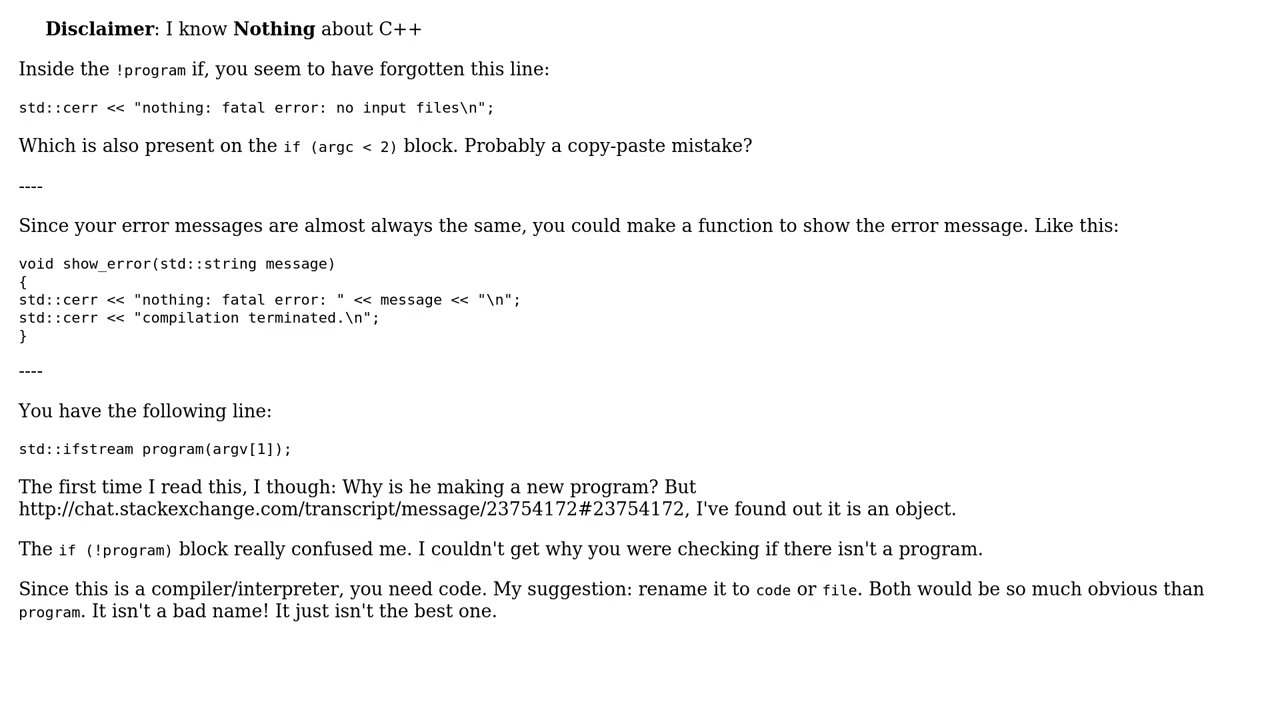 Disclaimer: I know Nothing about C++
Inside the !program if, you seem to have forgotten this line:
std::cerr << "nothing: fatal error: no input files\n";
Which is also present on the if (argc < 2) block. Probably a copy-paste mistake?
----
Since your error messages are almost always the same, you could make a function to show the error message. Like this:
void show_error(std::string message)
{
std::cerr << "nothing: fatal error: " << message << "\n";
std::cerr << "compilation terminated.\n";
}
----
You have the following line:
std::ifstream program(argv[1]);
The first time I read this, I though: Why is he making a new program? But
http://chat.stackexchange.com/transcript/message/23754172#23754172, I've found out it is an object.
The if (!program) block really confused me. I couldn't get why you were checking if there isn't a program.
Since this is a compiler/interpreter, you need code. My suggestion: rename it to code or file. Both would be so much obvious than
program. It isn't a bad name! It just isn't the best one.